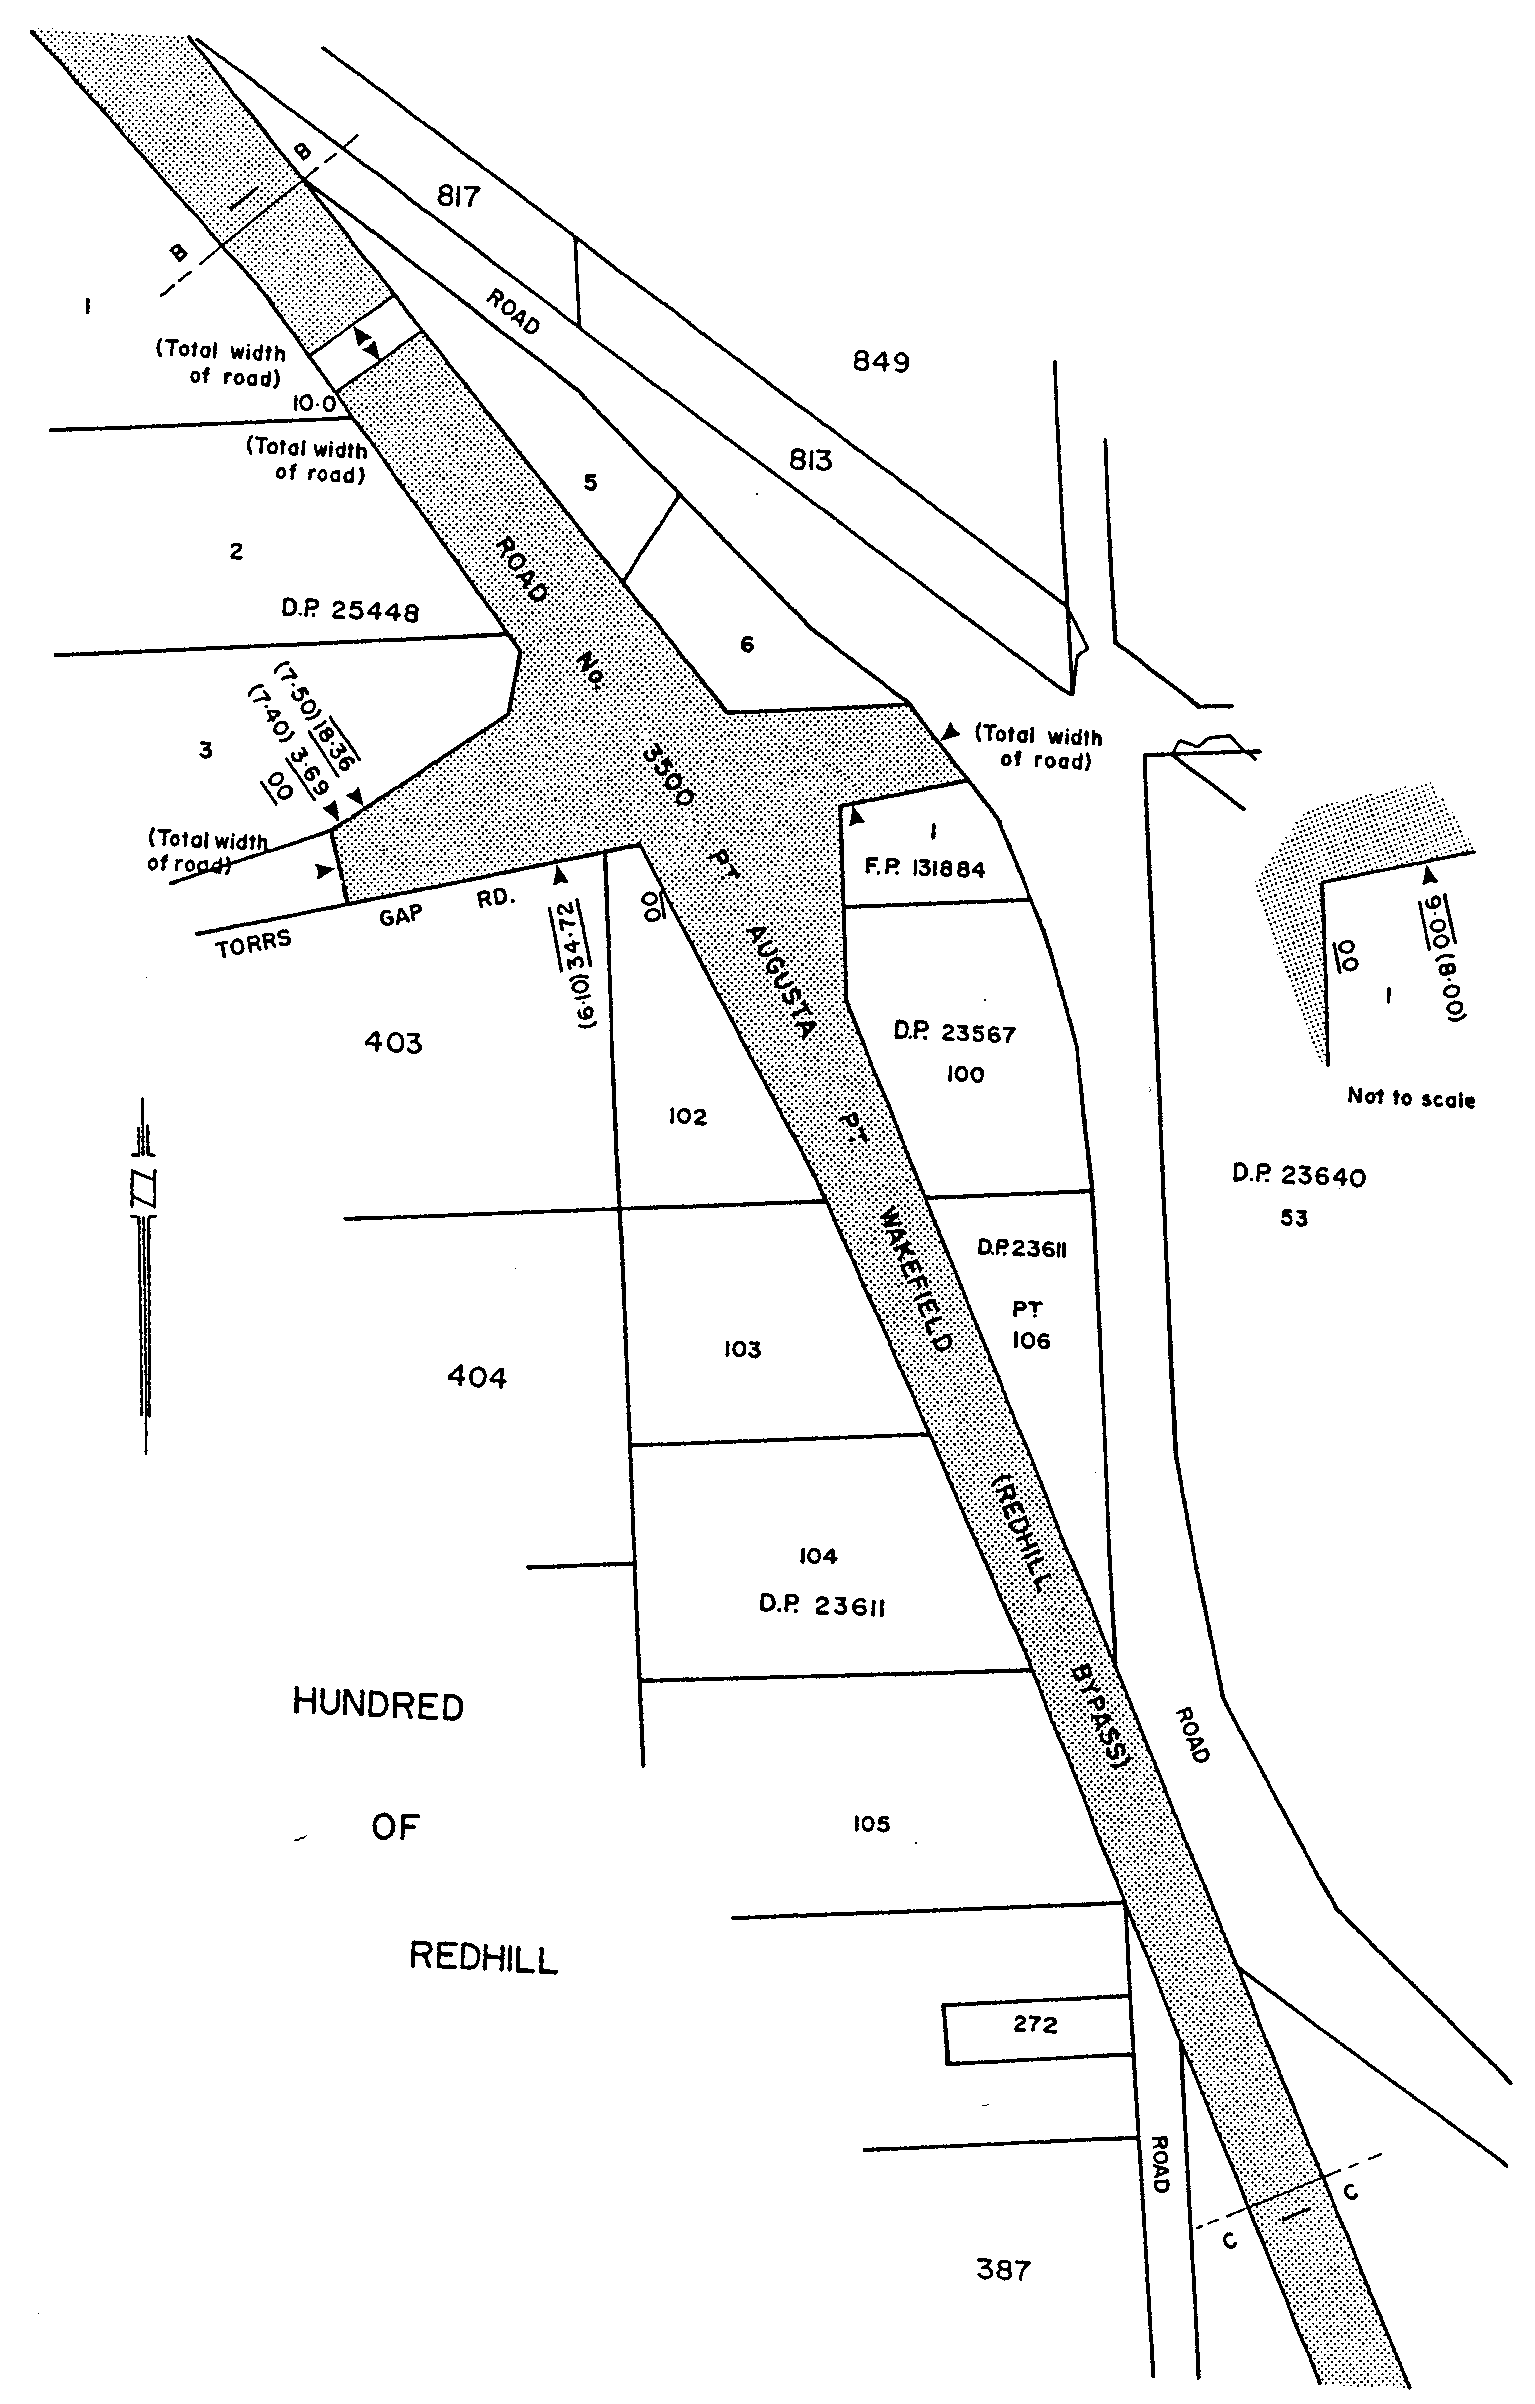 B
817
B
1
ROAD
849
(Total width
of road)
10·0
(Total width
of road)
813
5
2
ROAD
D.P. 25448
6
No.
(7·50) 18·36
(7·40) 3·69
00
3
3500
(Total width
of road)
(Total width
of road)
1
F.P. 131884
PT
TORRS GAP RD.
00
(6·10) 34·72
AUGUSTA
9·00 (8·00)
00
1
403
D.P. 23567
100
Not to scale
102
PT
N
D.P. 23640
53
WAKEFIELD
D.P. 23611
PT
106
103
404
(REDHILL
104
D.P. 23611
HUNDRED
BYPASS)
ROAD
OF
105
REDHILL
272
ROAD
C
C
387